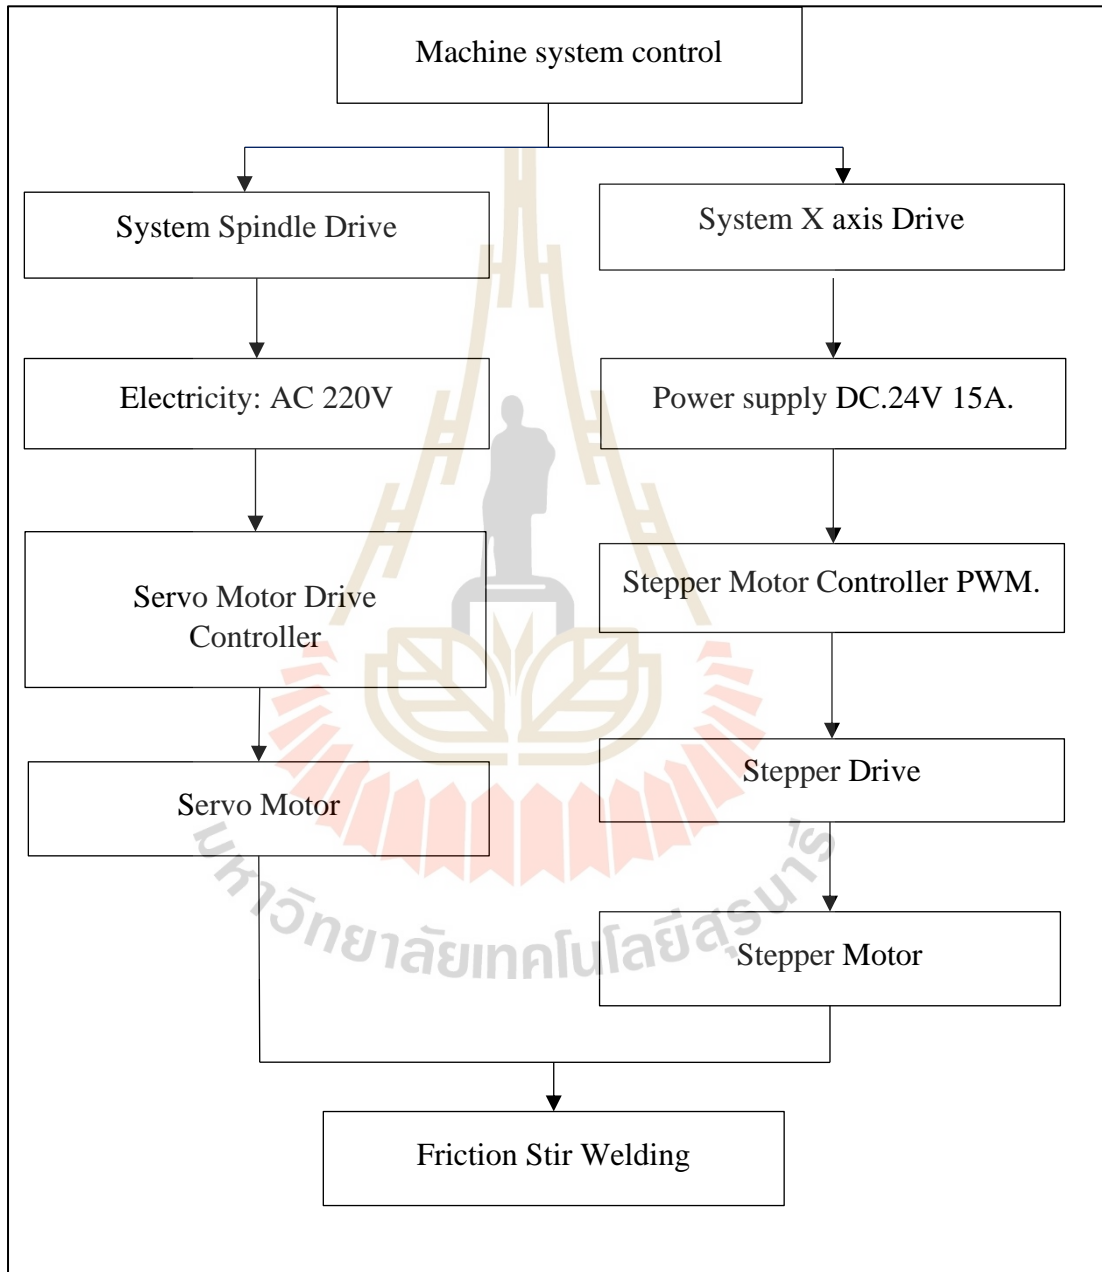 Machine system control
System Spindle Drive
System X axis Drive
Electricity: AC 220V
Power supply DC.24V 15A.
Servo Motor Drive
Controller
Stepper Motor Controller PWM.
Servo Motor
Stepper Drive
Stepper Motor
Friction Stir Welding
มหาวิทยาลัยเทคโนโลยีสุรนารี